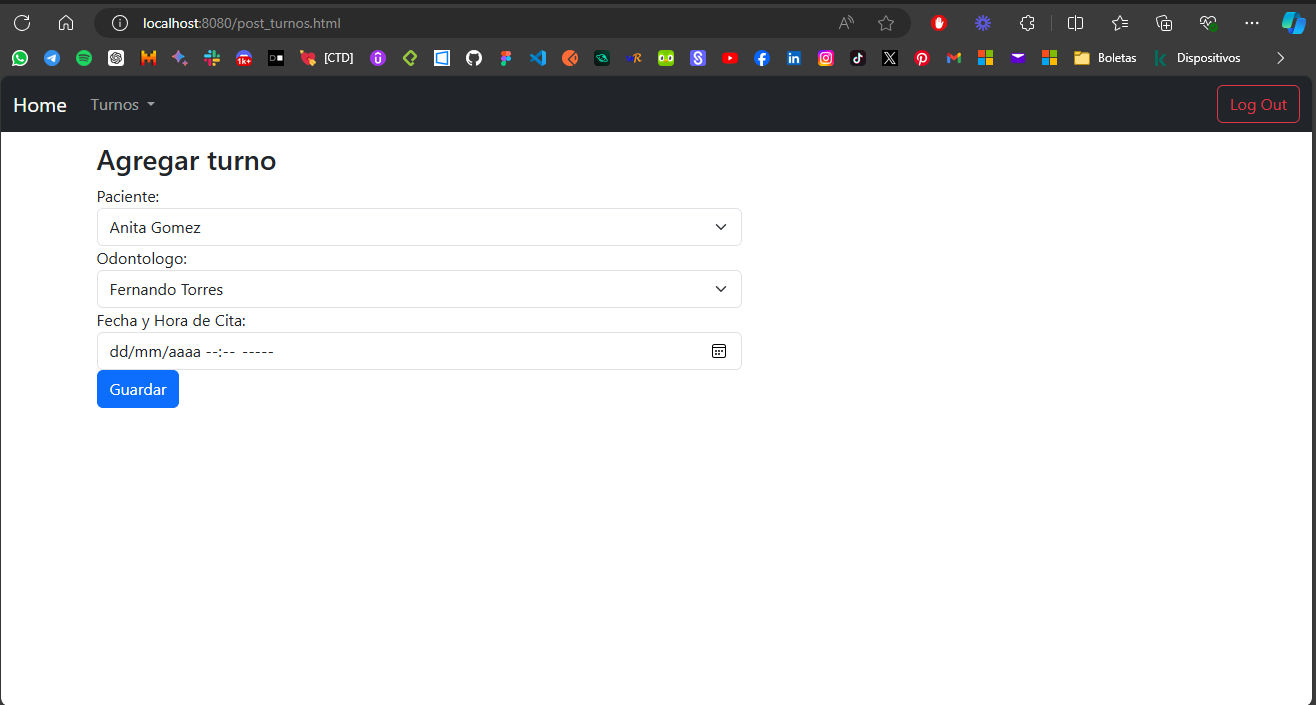 localhost:8080/post_turnos.html
1k+
[CTD]
Boletas
Dispositivos
Home
Turnos
Log Out
Agregar turno
Paciente:
Anita Gomez
Odontologo:
Fernando Torres
Fecha y Hora de Cita:
dd/mm/aaaa --:-- -----
Guardar